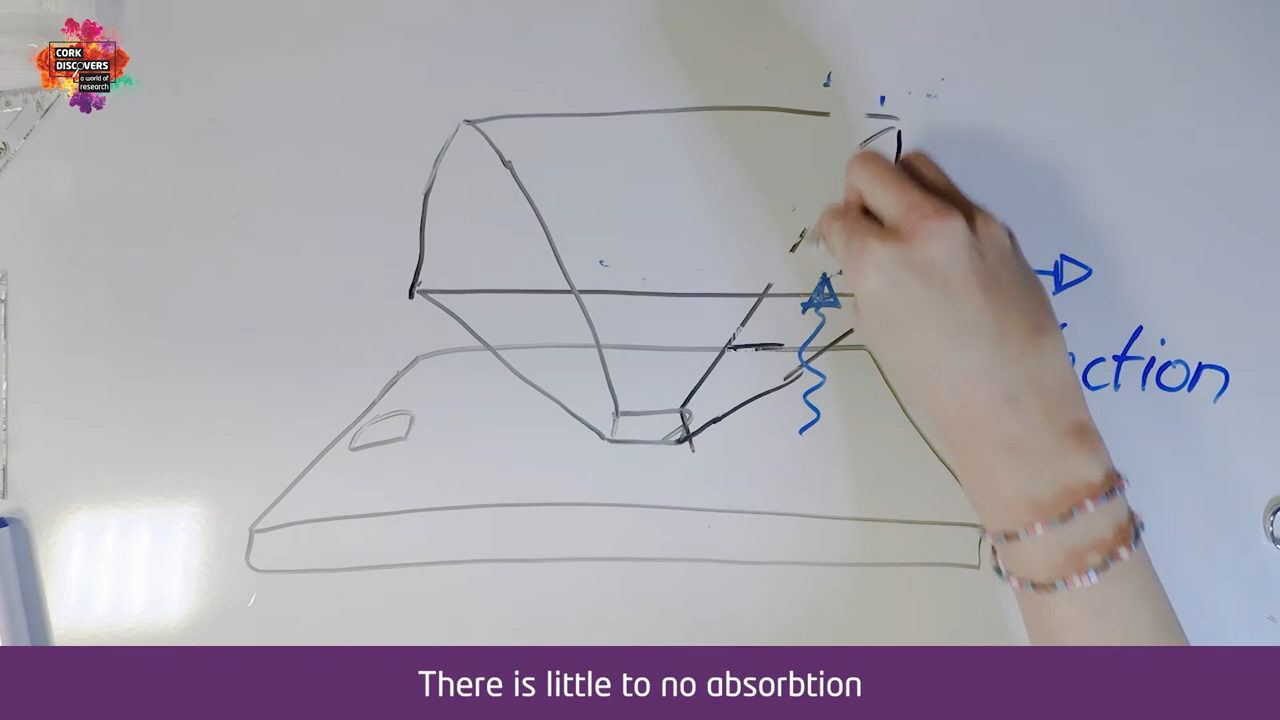 CORK
DISCOVERS
a world of
research
ction
There is little to no absorbtion